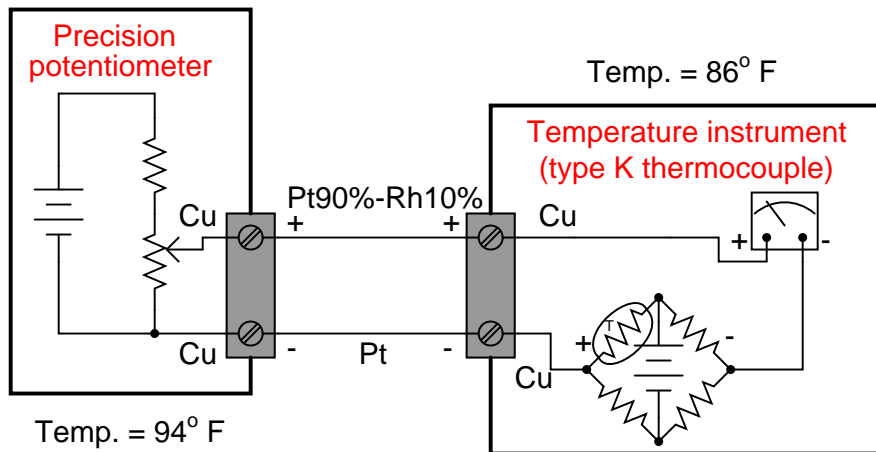 Precision
potentiometer
Temp. = 86° F
Temperature instrument
(type K thermocouple)
Pt90%-Rh10%
Cu
+
+
Cu
+
-
T
+
-
Cu
-
Pt
-
Cu
Temp. = 94° F